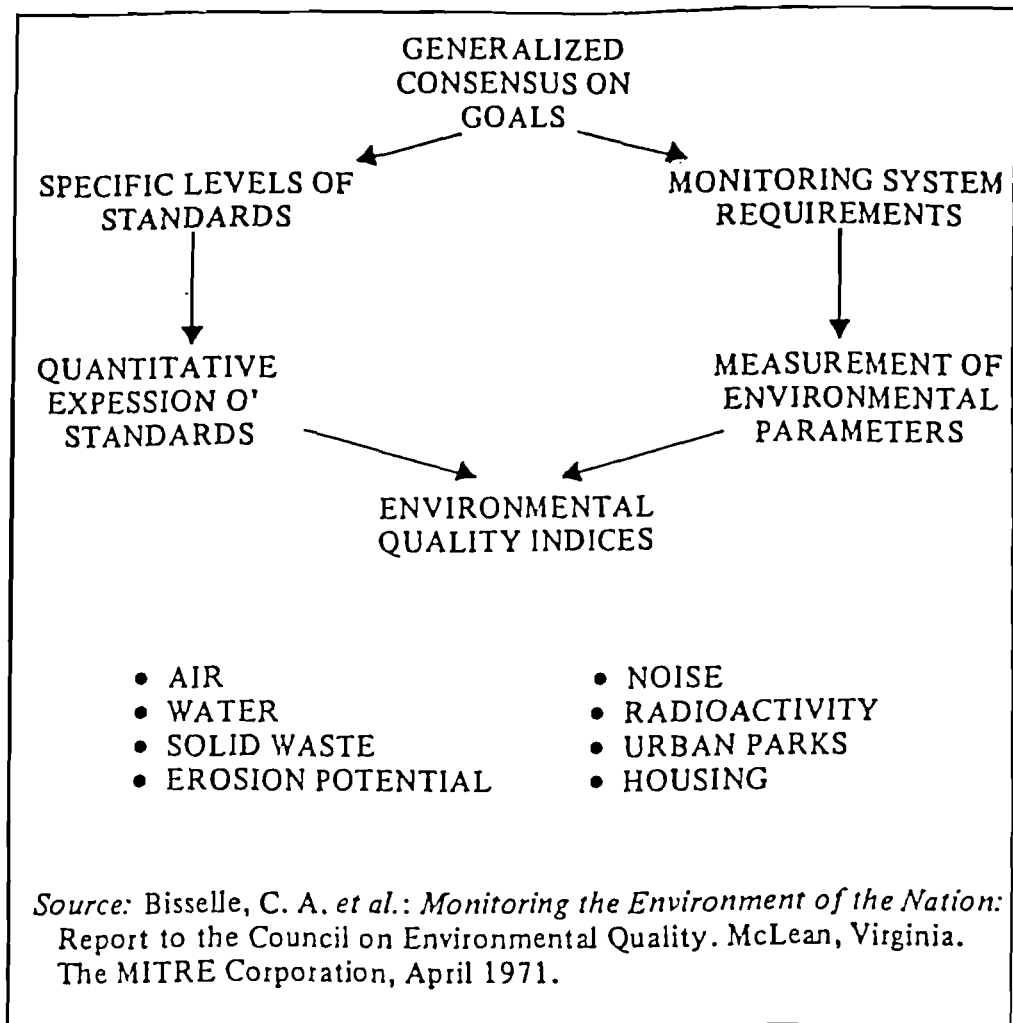 GENERALIZED
CONSENSUS ON
GOALS
SPECIFIC LEVELS OF
STANDARDS
MONITORING SYSTEM
REQUIREMENTS
QUANTITATIVE
EXPESSION O'
STANDARDS
MEASUREMENT OF
ENVIRONMENTAL
PARAMETERS
ENVIRONMENTAL
QUALITY INDICES
• AIR
• WATER
• SOLID WASTE
• EROSION POTENTIAL
• NOISE
• RADIOACTIVITY
• URBAN PARKS
• HOUSING
Source: Bisselle, C. A. et al.: Monitoring the Environment of the Nation:
Report to the Council on Environmental Quality. McLean, Virginia.
The MITRE Corporation, April 1971.